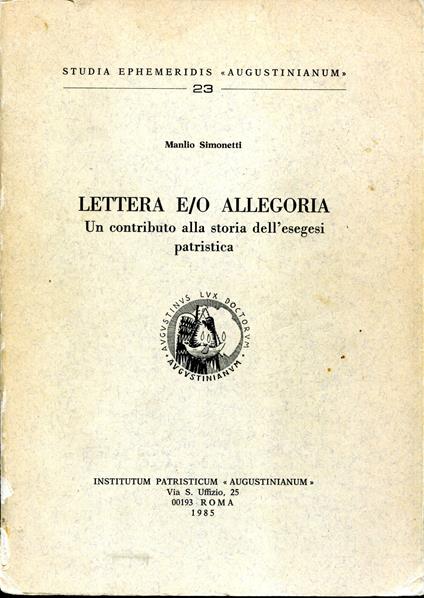 STUDIA EPHEMERIDIS «AUGUSTINIANUM»
23
Manlio Simonetti
LETTERA E/O ALLEGORIA
Un contributo alla storia dell'esegesi
patristica
AVGVSTINVS LVX DOCTORVM
AVGVSTINIANVM
INSTITUTUM PATRISTICUM «AUGUSTINIANUM»
Via S. Uffizio, 25
00193 ROMA
1985